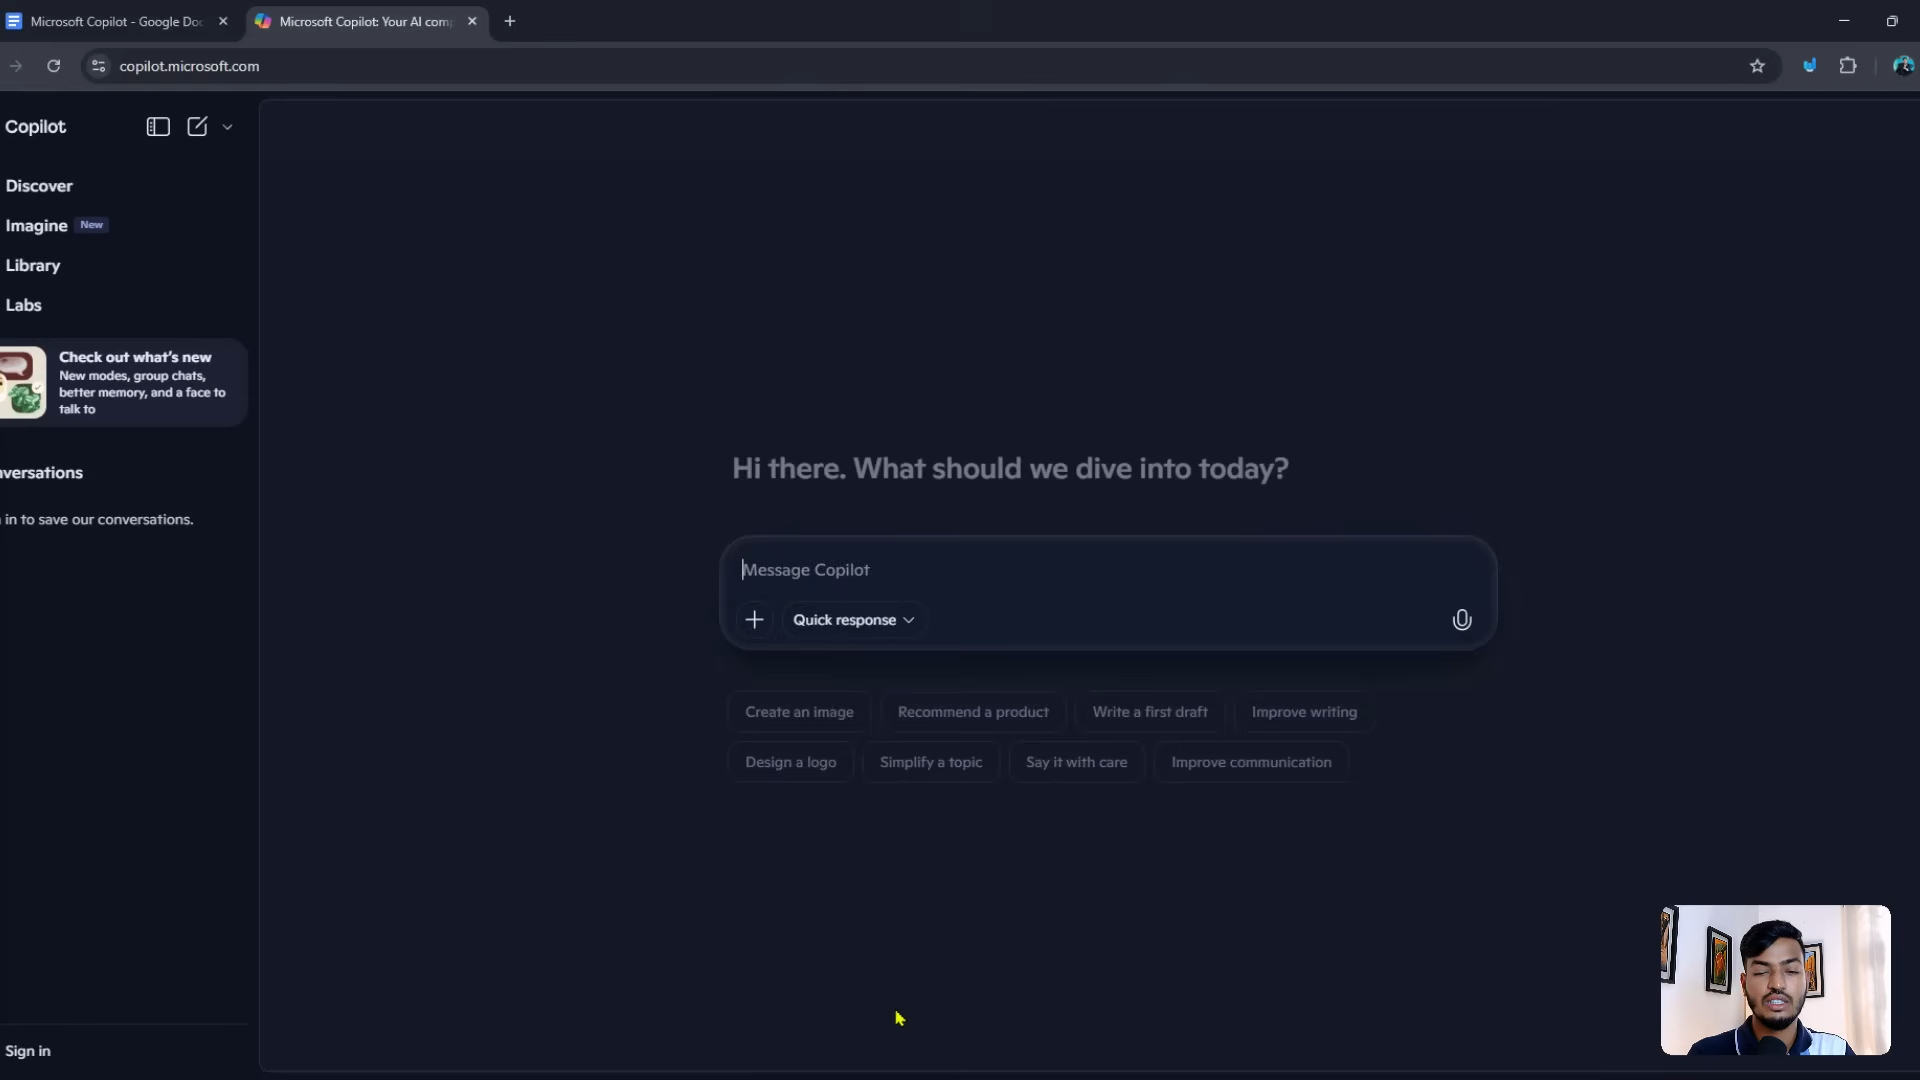 Microsoft Copilot - Google Doc
Microsoft Copilot: Your AI comp
copilot.microsoft.com
Copilot
Discover
Imagine New
Library
Labs
Check out what's new
New modes, group chats,
better memory, and a face to
talk to
nversations
in to save our conversations.
Sign in
Hi there. What should we dive into today?
Message Copilot
Quick response
Create an image
Recommend a product
Write a first draft
Improve writing
Design a logo
Simplify a topic
Say it with care
Improve communication